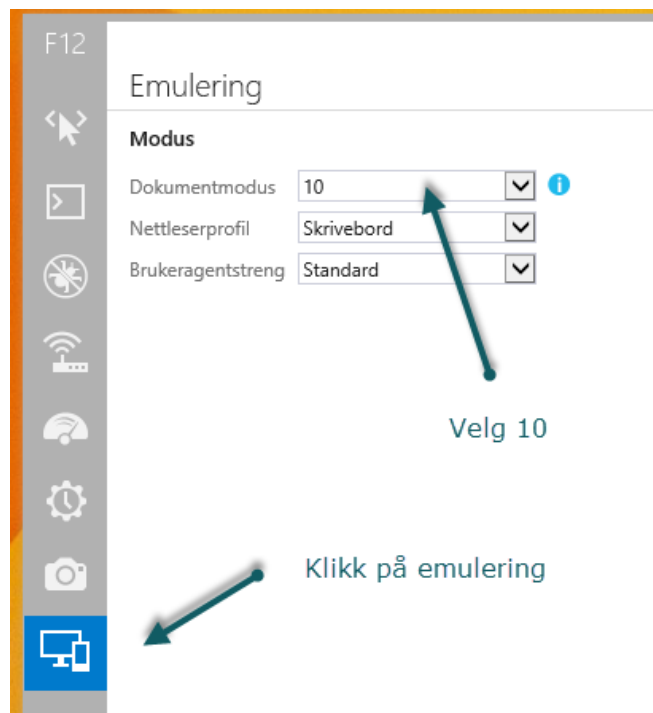 F12
Emulering
Modus
Dokumentmodus 10
Nettleserprofil Skrivebord
Brukeragentstreng Standard
Velg 10
Klikk på emulering